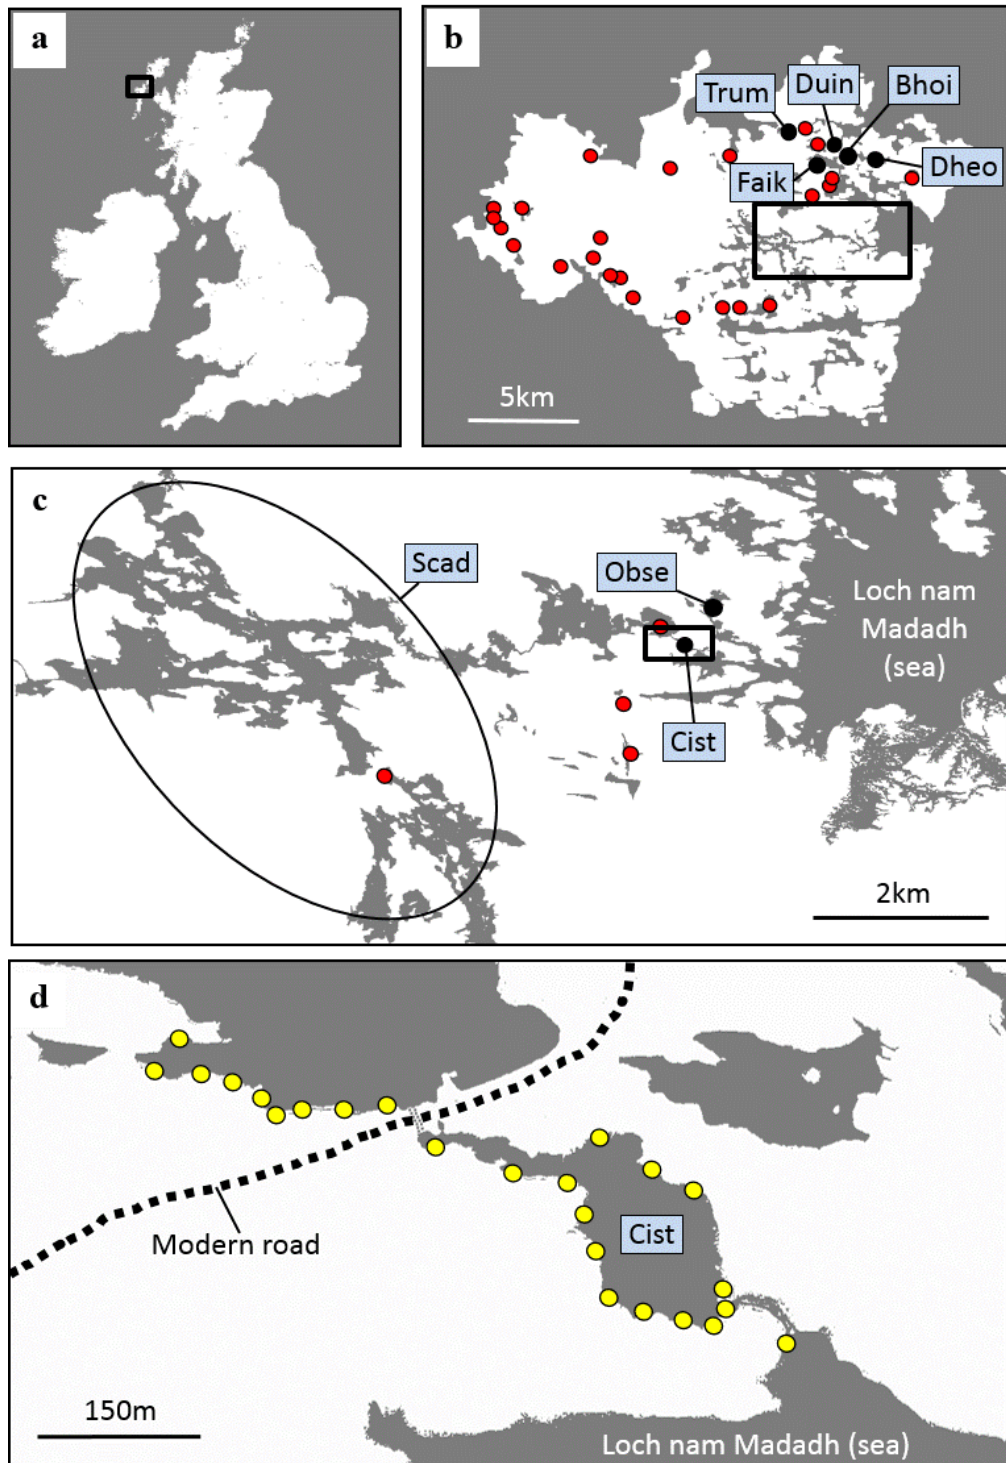 a
b
Trum
Duin
Bhoi
Faik
Dheo
5km
c
Scad
Obse
Loch nam
Madadh
(sea)
Cist
2km
d
Modern road
Cist
150m
Loch nam Madadh (sea)